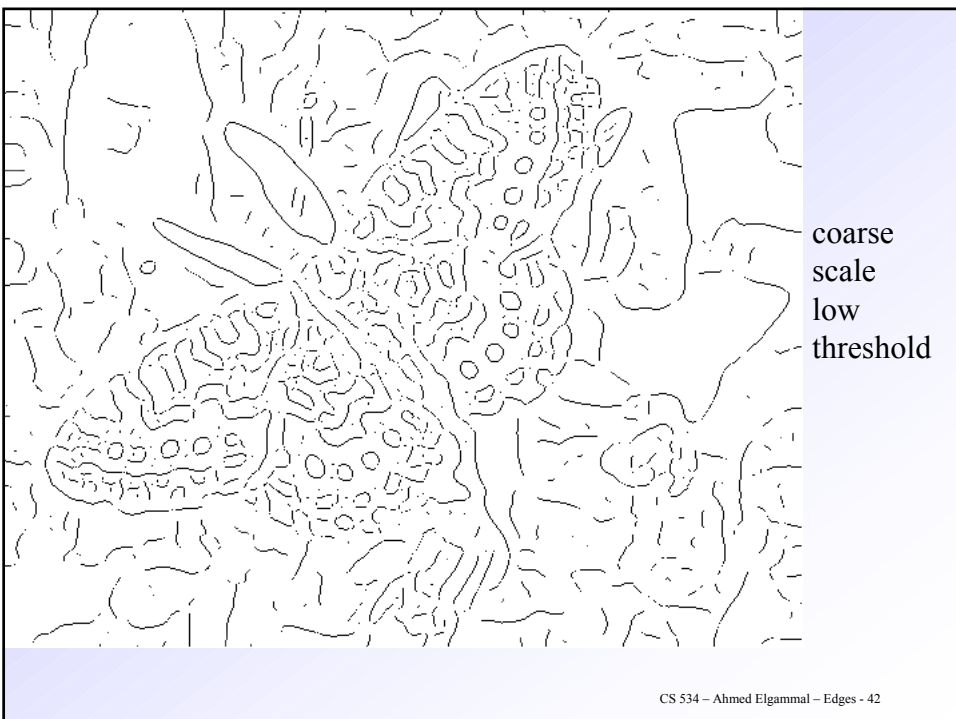 coarse
scale
low
threshold
CS 534 – Ahmed Elgammal – Edges - 42